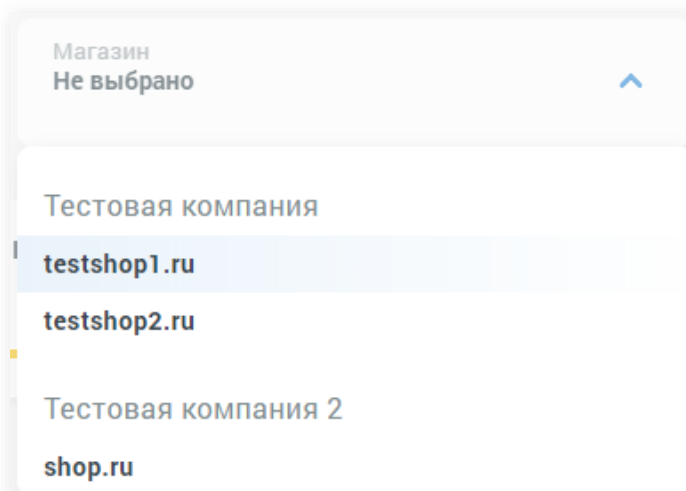 Магазин
Не выбрано
Тестовая компания
testshop1.ru
testshop2.ru
Тестовая компания 2
shop.ru